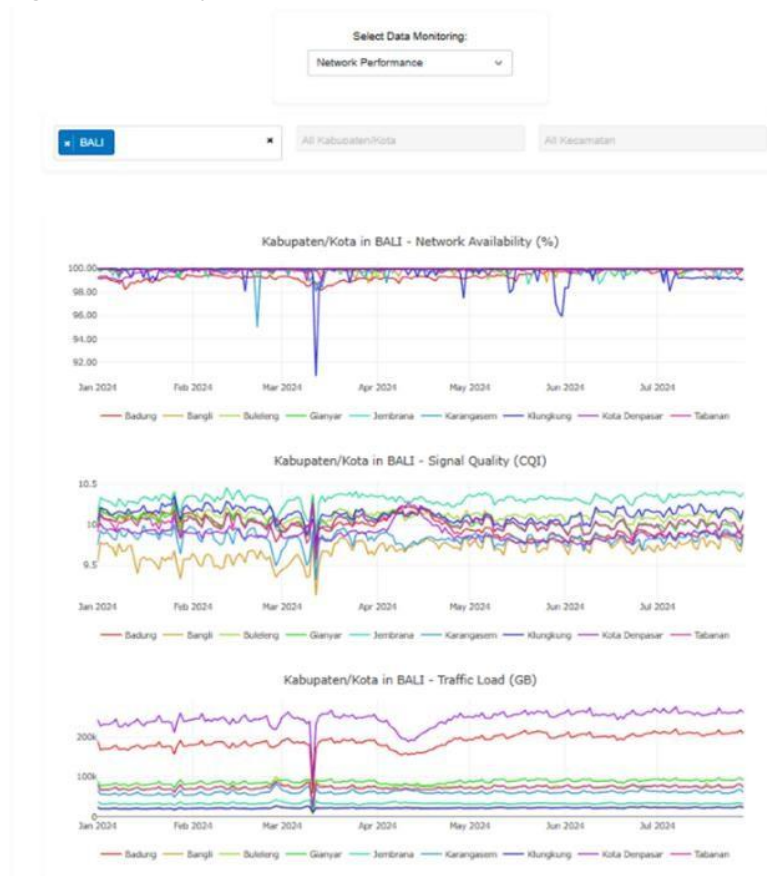 Select Data Monitoring:
Network Performance
× BALI ×
All Kabupaten/Kota
All Kecamatan
Kabupaten/Kota in BALI - Network Availability (%)
100.00
98.00
96.00
94.00
92.00
Jan 2024 Feb 2024 Mar 2024 Apr 2024 May 2024 Jun 2024 Jul 2024
Badung Bangli Buleleng Gianyar Jembrana Karangasem Klungkung Kota Denpasar Tabanan
Kabupaten/Kota in BALI - Signal Quality (CQI)
10.5
10
9.5
Jan 2024 Feb 2024 Mar 2024 Apr 2024 May 2024 Jun 2024 Jul 2024
Badung Bangli Buleleng Gianyar Jembrana Karangasem Klungkung Kota Denpasar Tabanan
Kabupaten/Kota in BALI - Traffic Load (GB)
200k
100k
0
Jan 2024 Feb 2024 Mar 2024 Apr 2024 May 2024 Jun 2024 Jul 2024
Badung Bangli Buleleng Gianyar Jembrana Karangasem Klungkung Kota Denpasar Tabanan